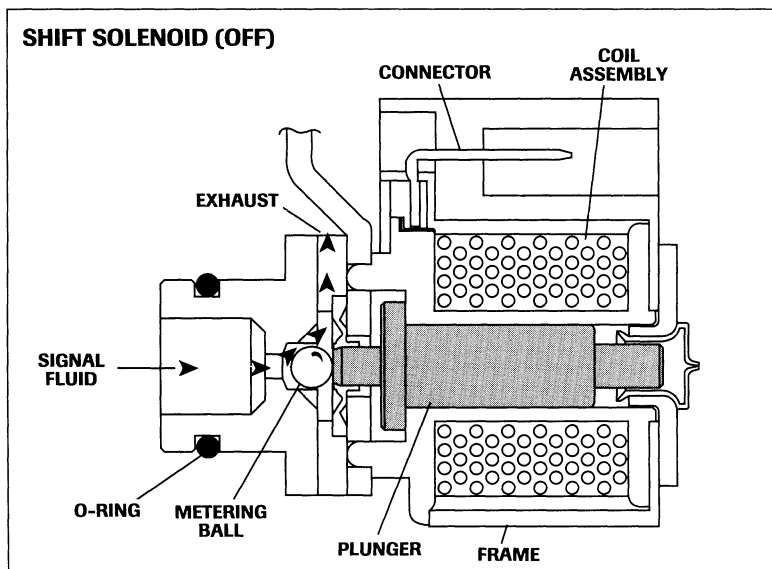 SHIFT SOLENOID (OFF)
CONNECTOR
COIL
ASSEMBLY
EXHAUST
SIGNAL
FLUID
O-RING
METERING
BALL
PLUNGER
FRAME